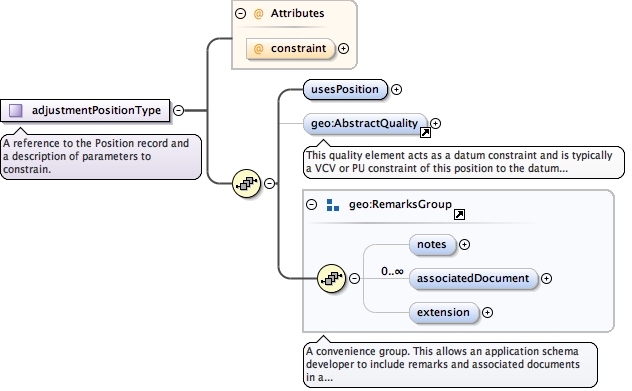 @ Attributes
@ constraint
adjustmentPositionType
A reference to the Position record and
a description of parameters to
constrain.
usesPosition
geo:AbstractQuality
This quality element acts as a datum constraint and is typically
a VCV or PU constraint of this position to the datum...
geo:RemarksGroup
notes
0..∞
associatedDocument
extension
A convenience group. This allows an application schema
developer to include remarks and associated documents
in a...